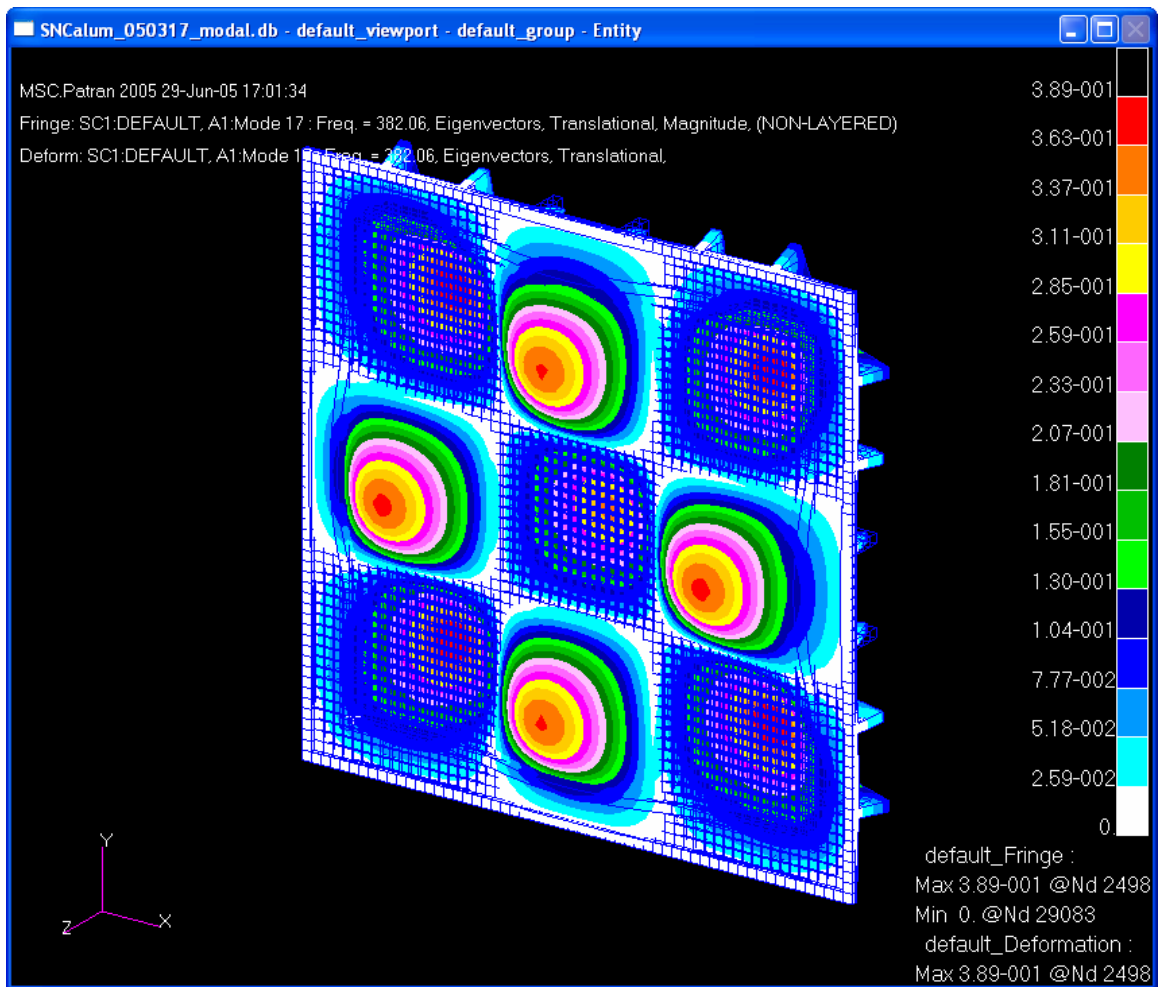 SNCalum_050317_modal.db - default_viewport - default_group - Entity
MSC.Patran 2005 29-Jun-05 17:01:34
Fringe: SC1:DEFAULT, A1:Mode 17 : Freq. = 382.06, Eigenvectors, Translational, Magnitude, (NON-LAYERED)
Deform: SC1:DEFAULT, A1:Mode 1 : Freq. = 382.06, Eigenvectors, Translational,
3.89-001
3.63-001
3.37-001
3.11-001
2.85-001
2.59-001
2.33-001
2.07-001
1.81-001
1.55-001
1.30-001
1.04-001
7.77-002
5.18-002
2.59-002
0.
default_Fringe :
Max 3.89-001 @Nd 2498
Min 0. @Nd 29083
default_Deformation :
Max 3.89-001 @Nd 2498
Y
Z
X